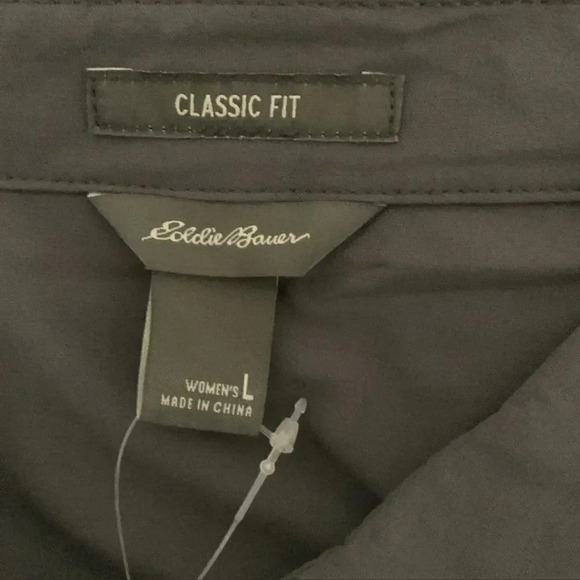 CLASSIC FIT
Eddie Bauer
WOMEN'S L
MADE IN CHINA